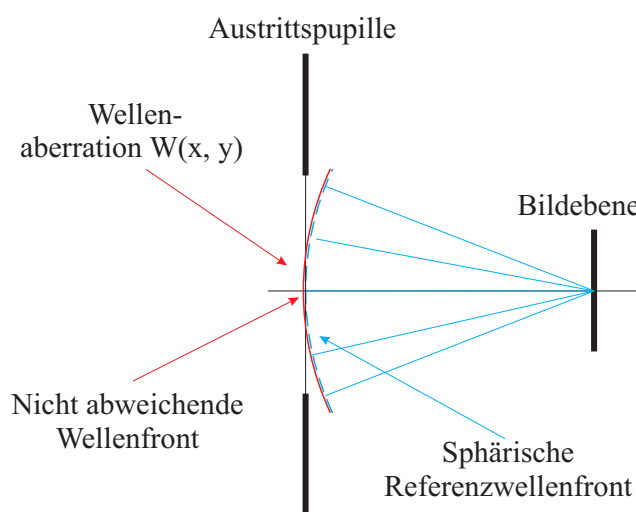 Austrittspupille
Wellen-
aberration W(x, y)
Bildebene
Nicht abweichende
Wellenfront
Sphärische
Referenzwellenfront